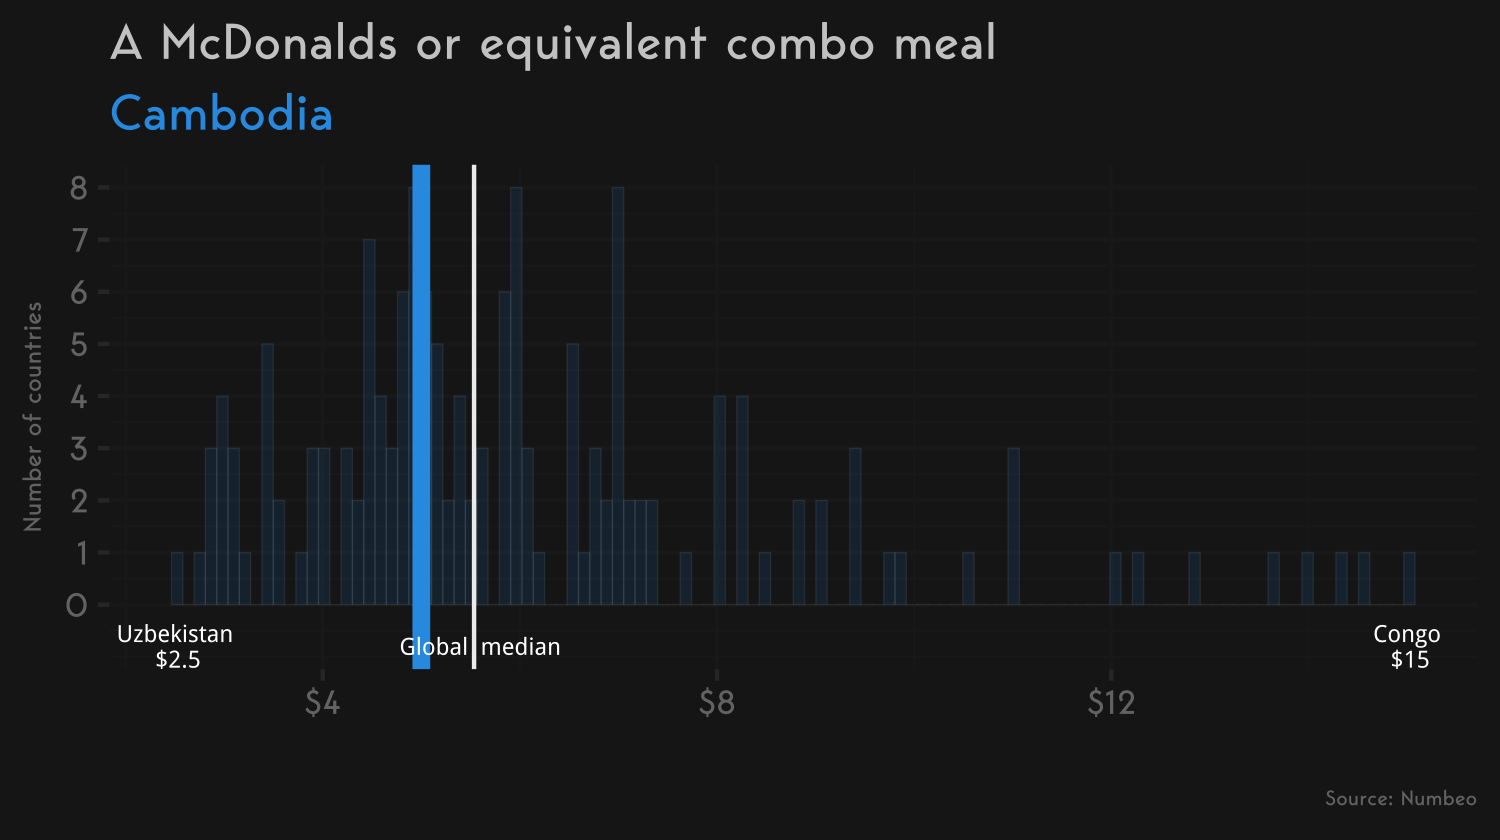 A McDonalds or equivalent combo meal
Cambodia
Number of countries
8
7
6
5
4
3
2
1
0
Uzbekistan
$2.5
Global median
Congo
$15
$4
$8
$12
Source: Numbeo